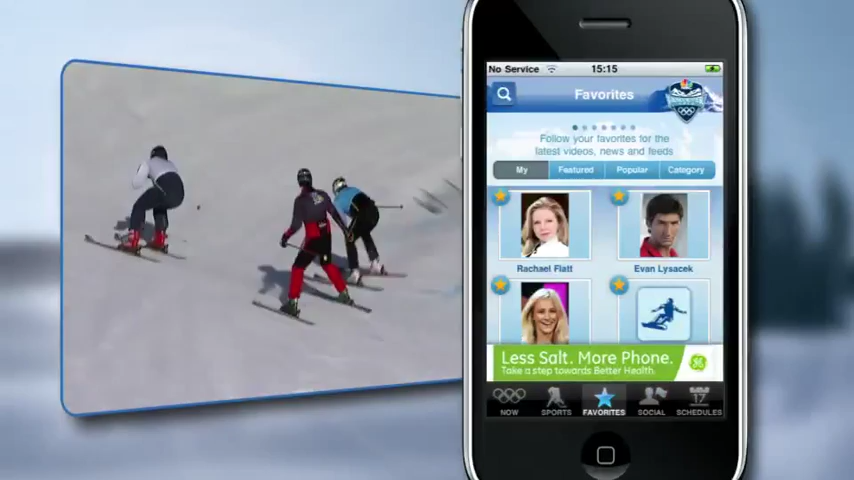 No Service
15:15
Favorites
Follow your favorites for the
latest videos, news and feeds
My
Featured
Popular
Category
Rachael Flatt
Evan Lysacek
Less Salt. More Phone.
Take a step towards Better Health.
NOW
SPORTS
FAVORITES
SOCIAL
17
SCHEDULES